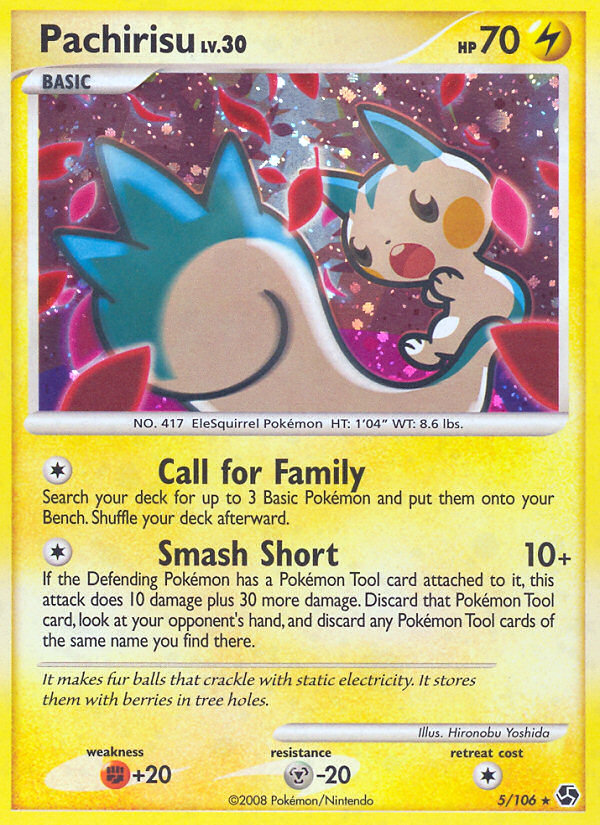 Pachirisu LV.30 HP 70
BASIC
NO. 417 EleSquirrel Pokémon HT: 1'04" WT: 8.6 lbs.
Call for Family
Search your deck for up to 3 Basic Pokémon and put them onto your
Bench. Shuffle your deck afterward.
Smash Short 10+
If the Defending Pokémon has a Pokémon Tool card attached to it, this
attack does 10 damage plus 30 more damage. Discard that Pokémon Tool
card, look at your opponent's hand, and discard any Pokémon Tool cards of
the same name you find there.
It makes fur balls that crackle with static electricity. It stores
them with berries in tree holes.
Illus. Hironobu Yoshida
weakness resistance retreat cost
+20 -20
©2008 Pokémon/Nintendo 5/106 ★